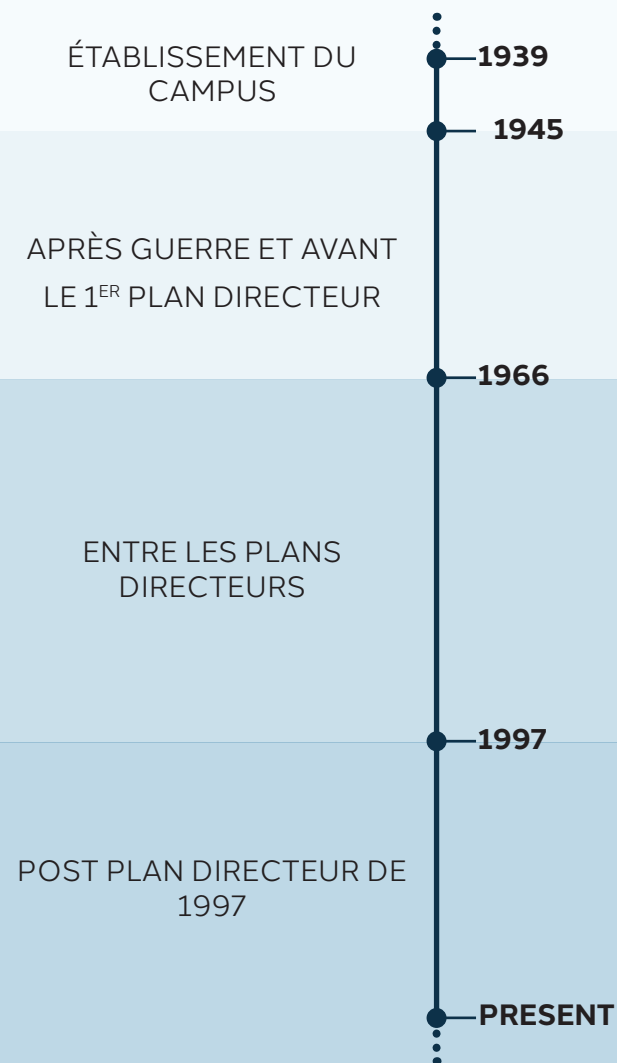 ÉTABLISSEMENT DU
CAMPUS
1939
1945
APRÈS GUERRE ET AVANT
LE 1ER PLAN DIRECTEUR
1966
ENTRE LES PLANS
DIRECTEURS
1997
POST PLAN DIRECTEUR DE
1997
PRESENT